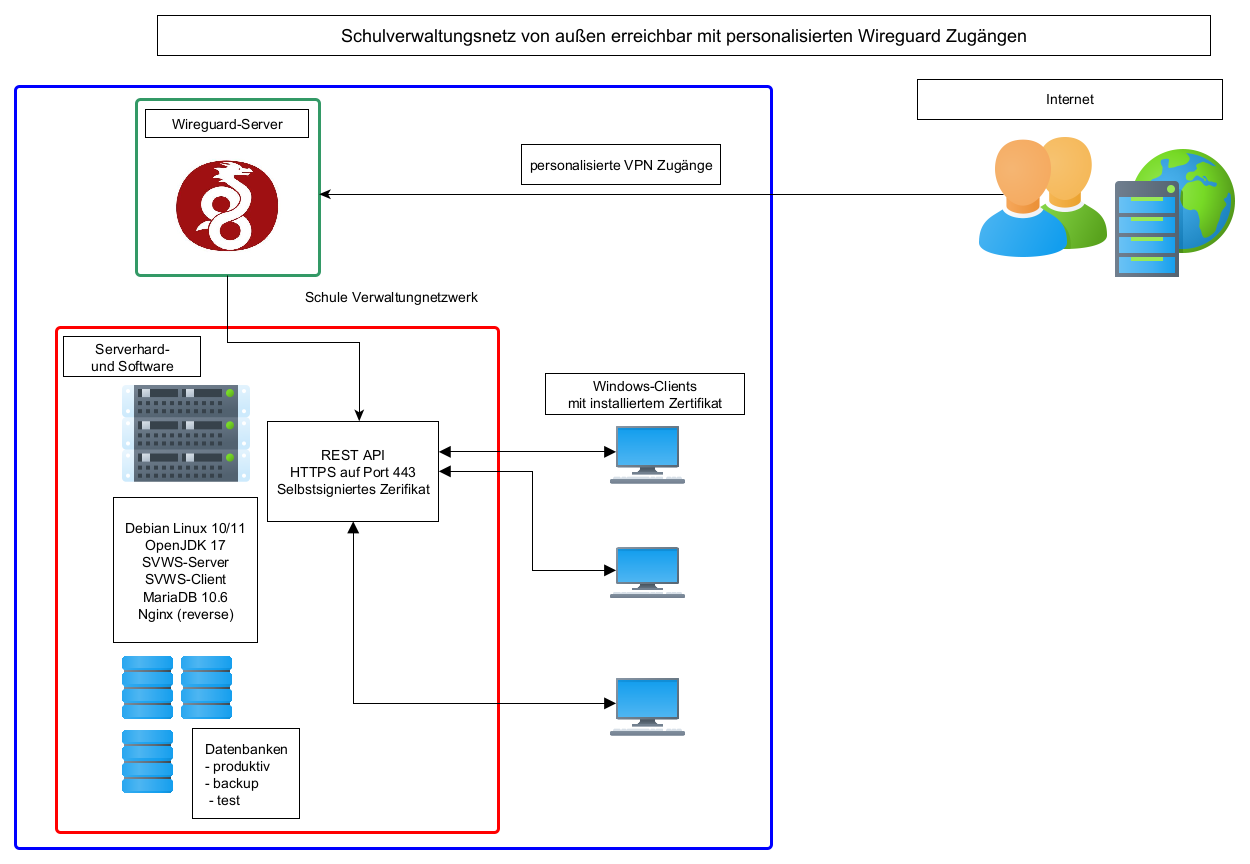 Schulverwaltungsnetz von außen erreichbar mit personalisierten Wireguard Zugängen
Internet
Wireguard-Server
personalisierte VPN Zugänge
Schule Verwaltungnetzwerk
Serverhard-
und Software
Windows-Clients
mit installiertem Zertifikat
REST API
HTTPS auf Port 443
Selbstsigniertes Zerifikat
Debian Linux 10/11
OpenJDK 17
SVWS-Server
SVWS-Client
MariaDB 10.6
Nginx (reverse)
Datenbanken
- produktiv
- backup
- test